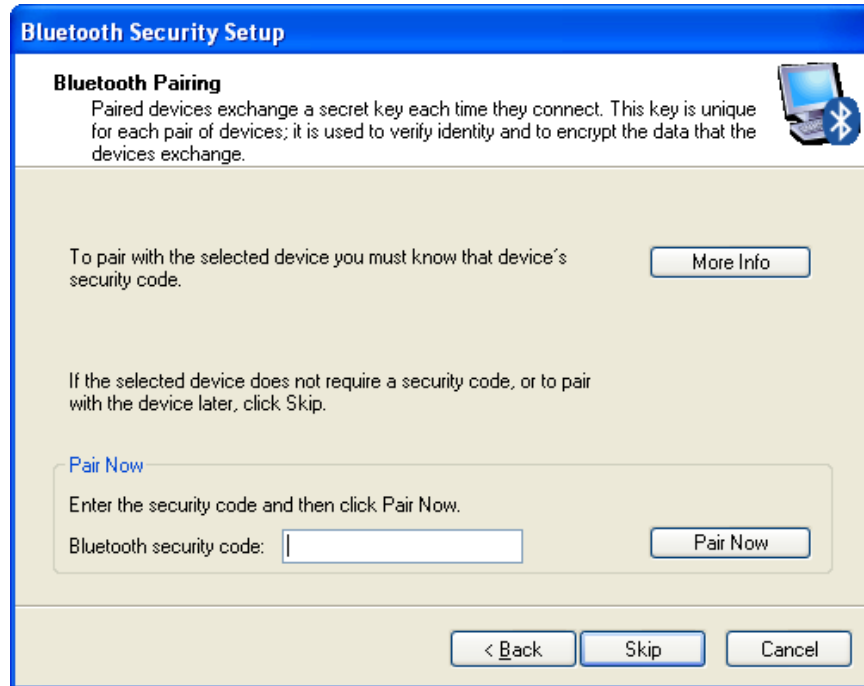 Bluetooth Security Setup
Bluetooth Pairing
Paired devices exchange a secret key each time they connect. This key is unique
for each pair of devices; it is used to verify identity and to encrypt the data that the
devices exchange.
To pair with the selected device you must know that device´s
security code.
More Info
If the selected device does not require a security code, or to pair
with the device later, click Skip.
Pair Now
Enter the security code and then click Pair Now.
Bluetooth security code:
Pair Now
< Back
Skip
Cancel